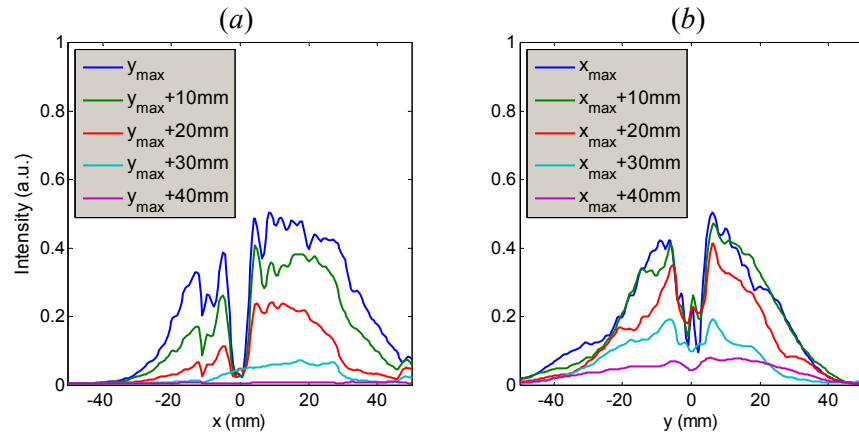 (a)
1
0.8
0.6
0.4
0.2
0
Intensity (a.u.)
y_max
y_max+10mm
y_max+20mm
y_max+30mm
y_max+40mm
-40 -20 0 20 40
x (mm)
(b)
1
0.8
0.6
0.4
0.2
0
x_max
x_max+10mm
x_max+20mm
x_max+30mm
x_max+40mm
-40 -20 0 20 40
y (mm)